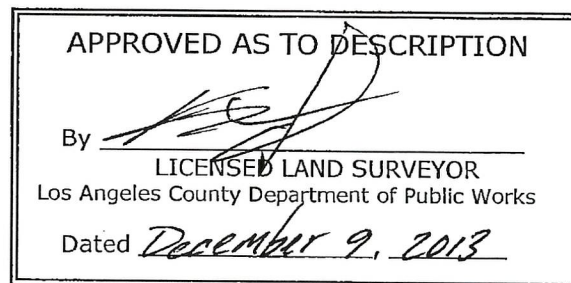 APPROVED AS TO DESCRIPTION
By
LICENSED LAND SURVEYOR
Los Angeles County Department of Public Works
Dated December 9, 2013